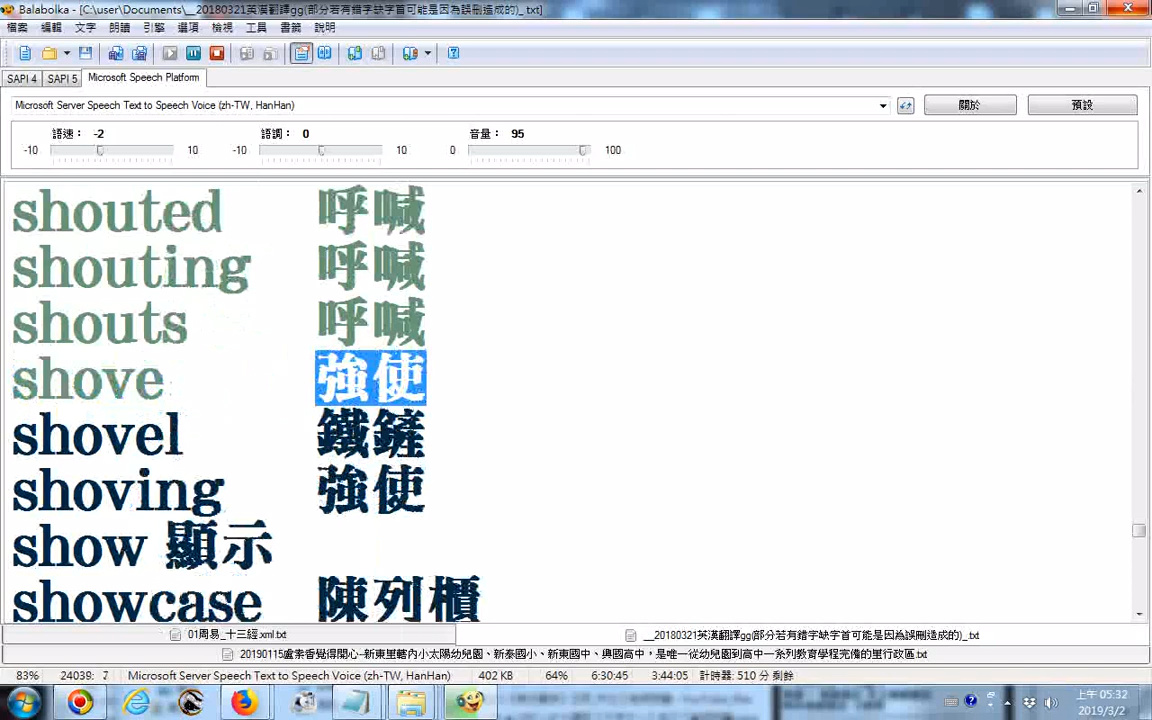 Balabolka - [C:\user\Documents\__20180321英漢翻譯gg(部分若有錯字缺字首可能是因為誤刪造成的)_.txt]
檔案 編輯 文字 朗讀 引擎 選項 檢視 工具 書籤 說明
SAPI 4 SAPI 5 Microsoft Speech Platform
Microsoft Server Speech Text to Speech Voice (zh-TW, HanHan) 關於 預設
語速： -2 語調： 0 音量： 95
-10 10 -10 10 0 100
shouted 呼喊
shouting 呼喊
shouts 呼喊
shove 強使
shovel 鐵鏟
shoving 強使
show 顯示
showcase 陳列櫃
01周易_十三經.xml.txt __20180321英漢翻譯gg(部分若有錯字缺字首可能是因為誤刪造成的)_.txt
20190115盧素香覺得開心-新東里轄內小太陽幼兒園、新泰國小、新東國中、興國高中，是唯一從幼兒園到高中一系列教育學程完備的里行政區.txt
83% 24039: 7 Microsoft Server Speech Text to Speech Voice (zh-TW, HanHan) 402 KB 64% 6:30:45 3:44:05 計時器: 510 分 剩餘
上午 05:32
2019/3/2